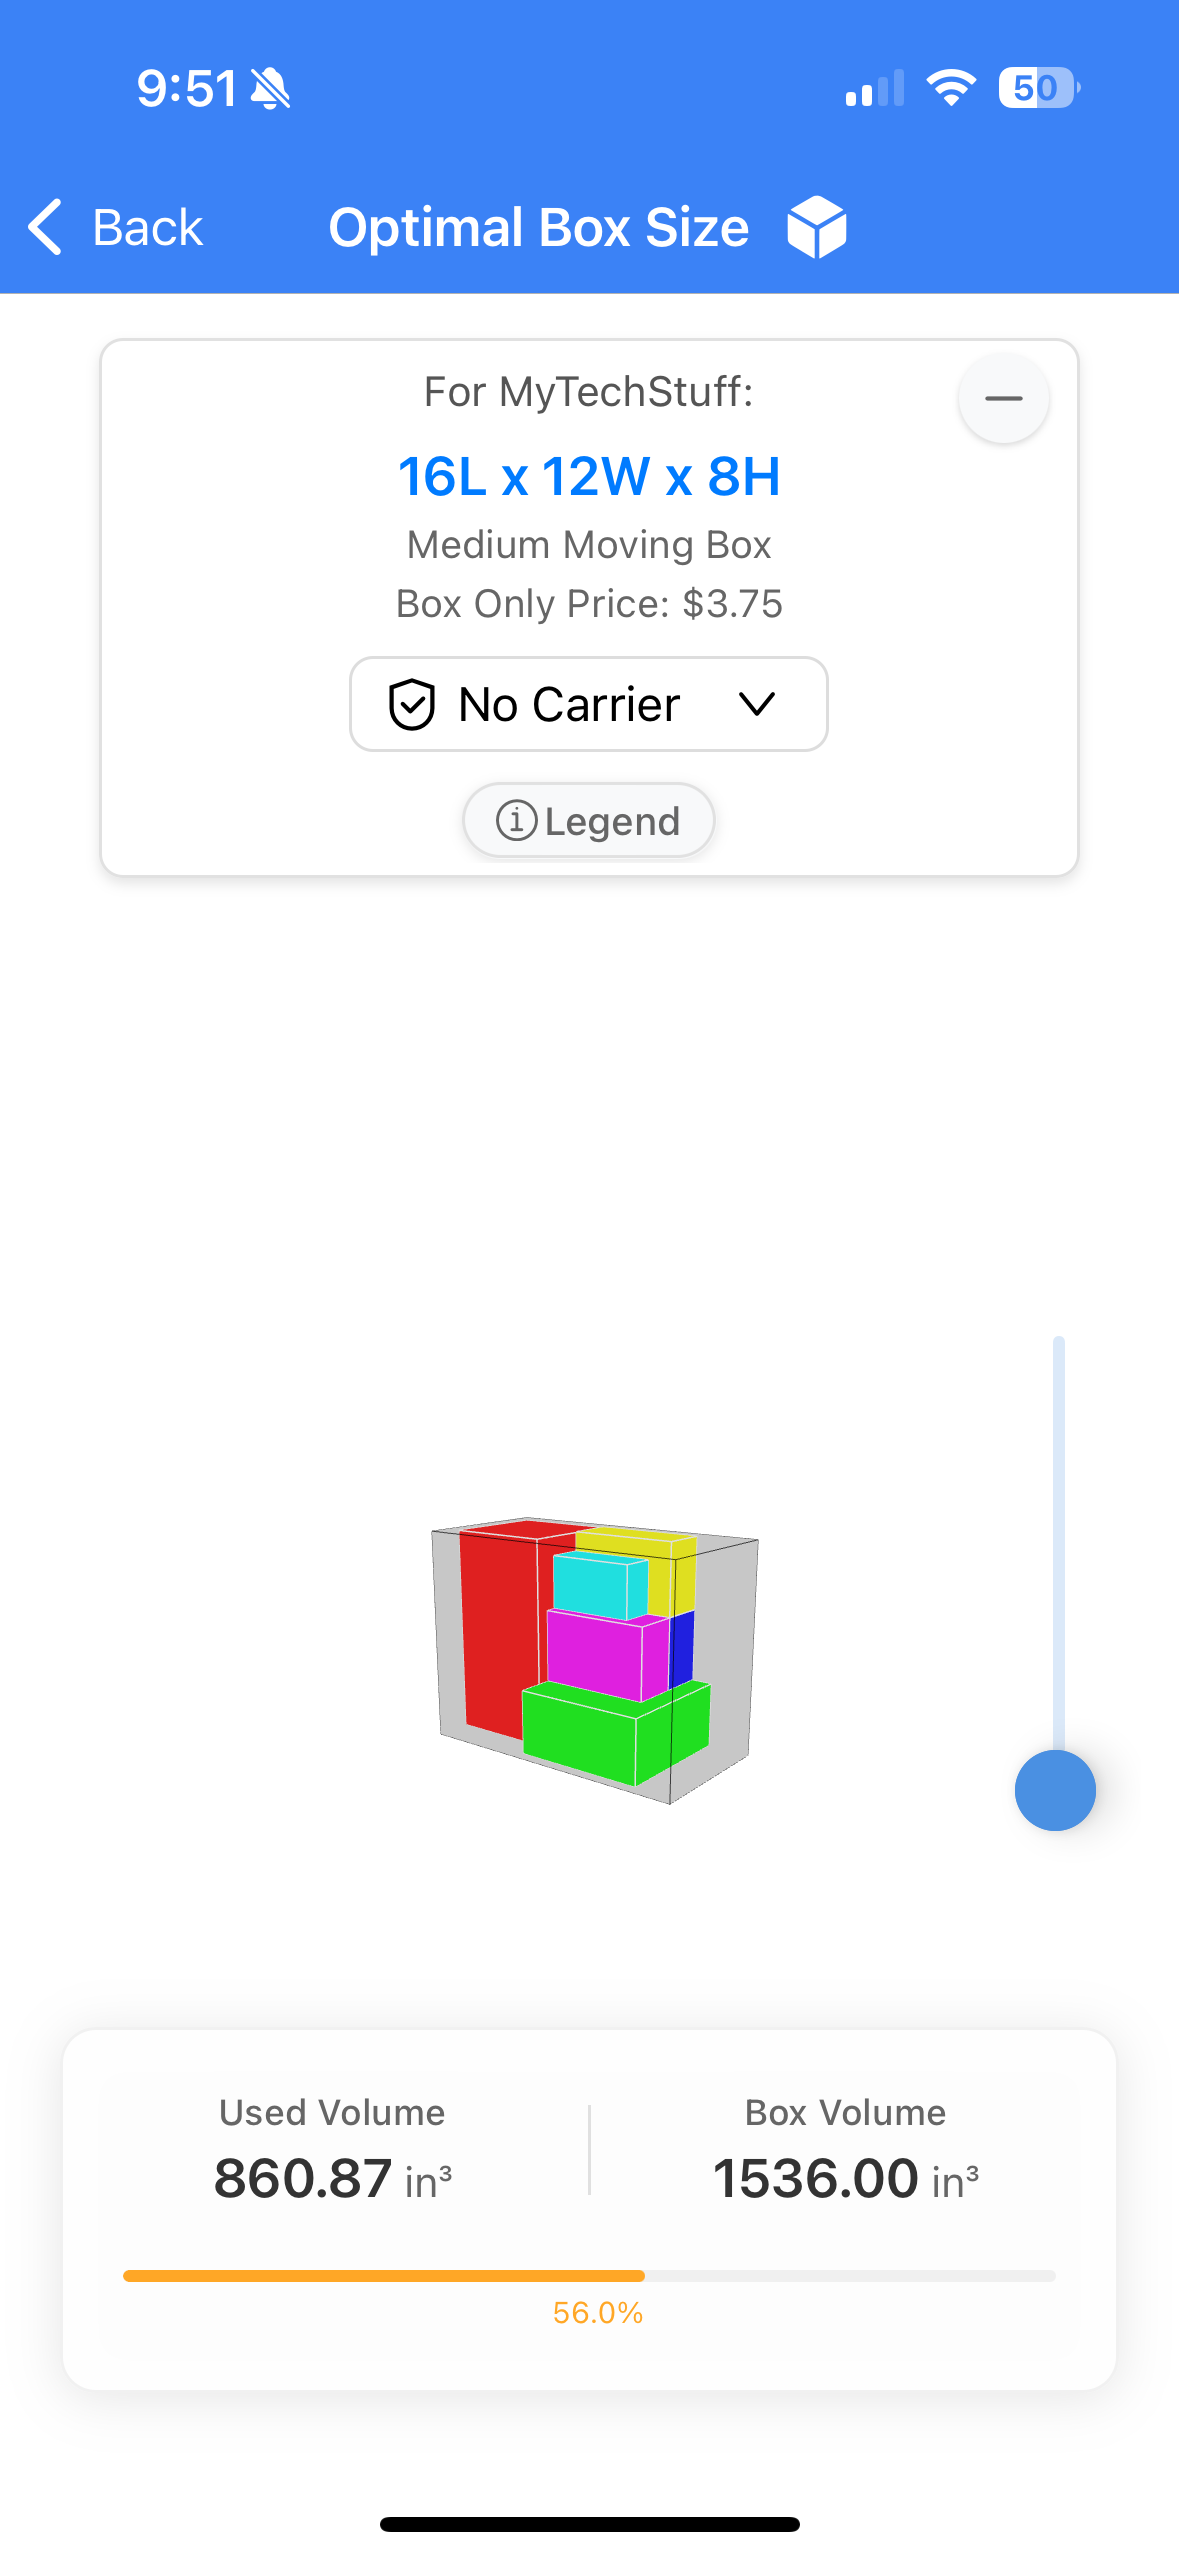 9:51
50
Back
Optimal Box Size
For MyTechStuff:
16L x 12W x 8H
Medium Moving Box
Box Only Price: $3.75
No Carrier
Legend
Used Volume
860.87 in³
Box Volume
1536.00 in³
56.0%